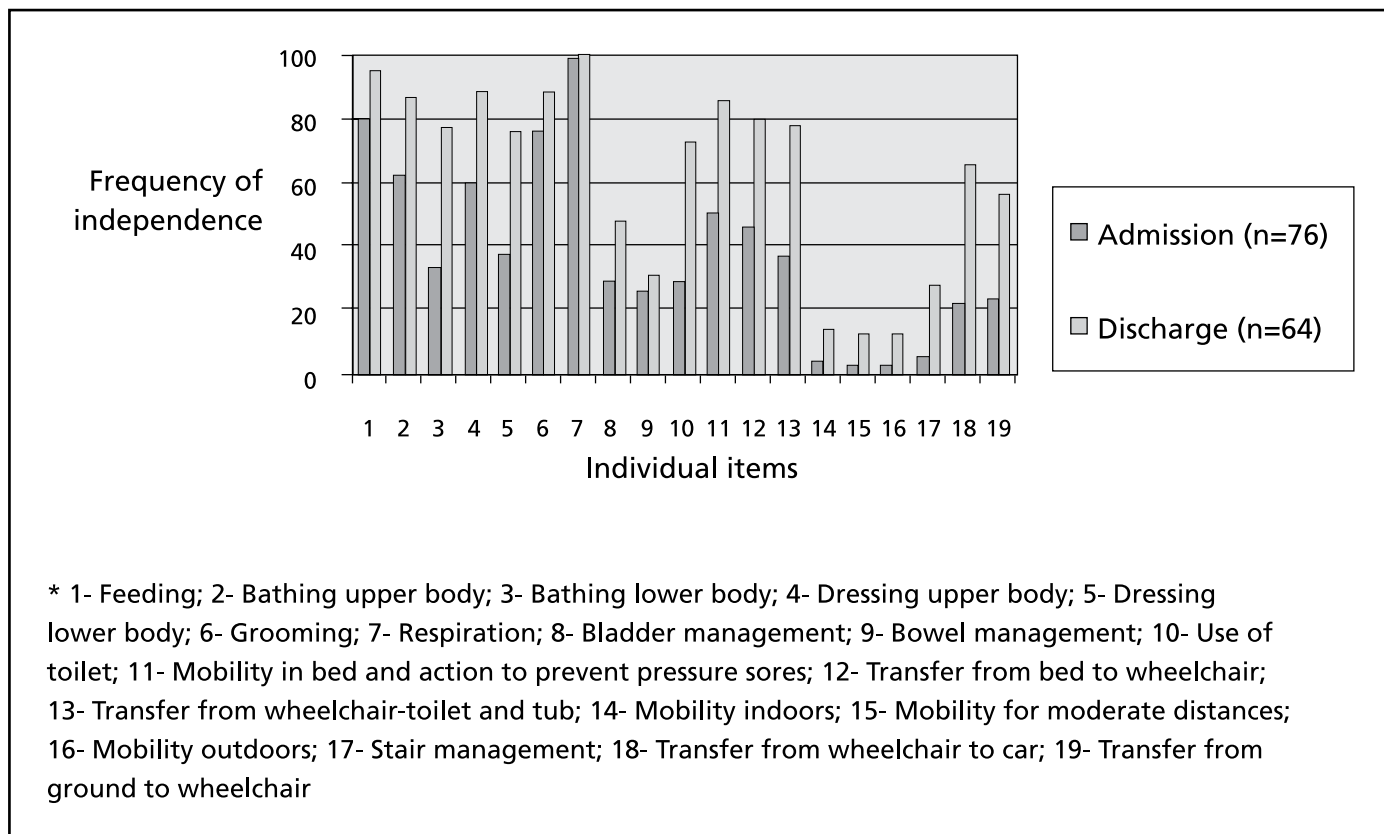 100
80
60
40
20
0
Frequency of
independence
1 2 3 4 5 6 7 8 9 10 11 12 13 14 15 16 17 18 19
Individual items
Admission (n=76)
Discharge (n=64)
* 1- Feeding; 2- Bathing upper body; 3- Bathing lower body; 4- Dressing upper body; 5- Dressing
lower body; 6- Grooming; 7- Respiration; 8- Bladder management; 9- Bowel management; 10- Use of
toilet; 11- Mobility in bed and action to prevent pressure sores; 12- Transfer from bed to wheelchair;
13- Transfer from wheelchair-toilet and tub; 14- Mobility indoors; 15- Mobility for moderate distances;
16- Mobility outdoors; 17- Stair management; 18- Transfer from wheelchair to car; 19- Transfer from
ground to wheelchair